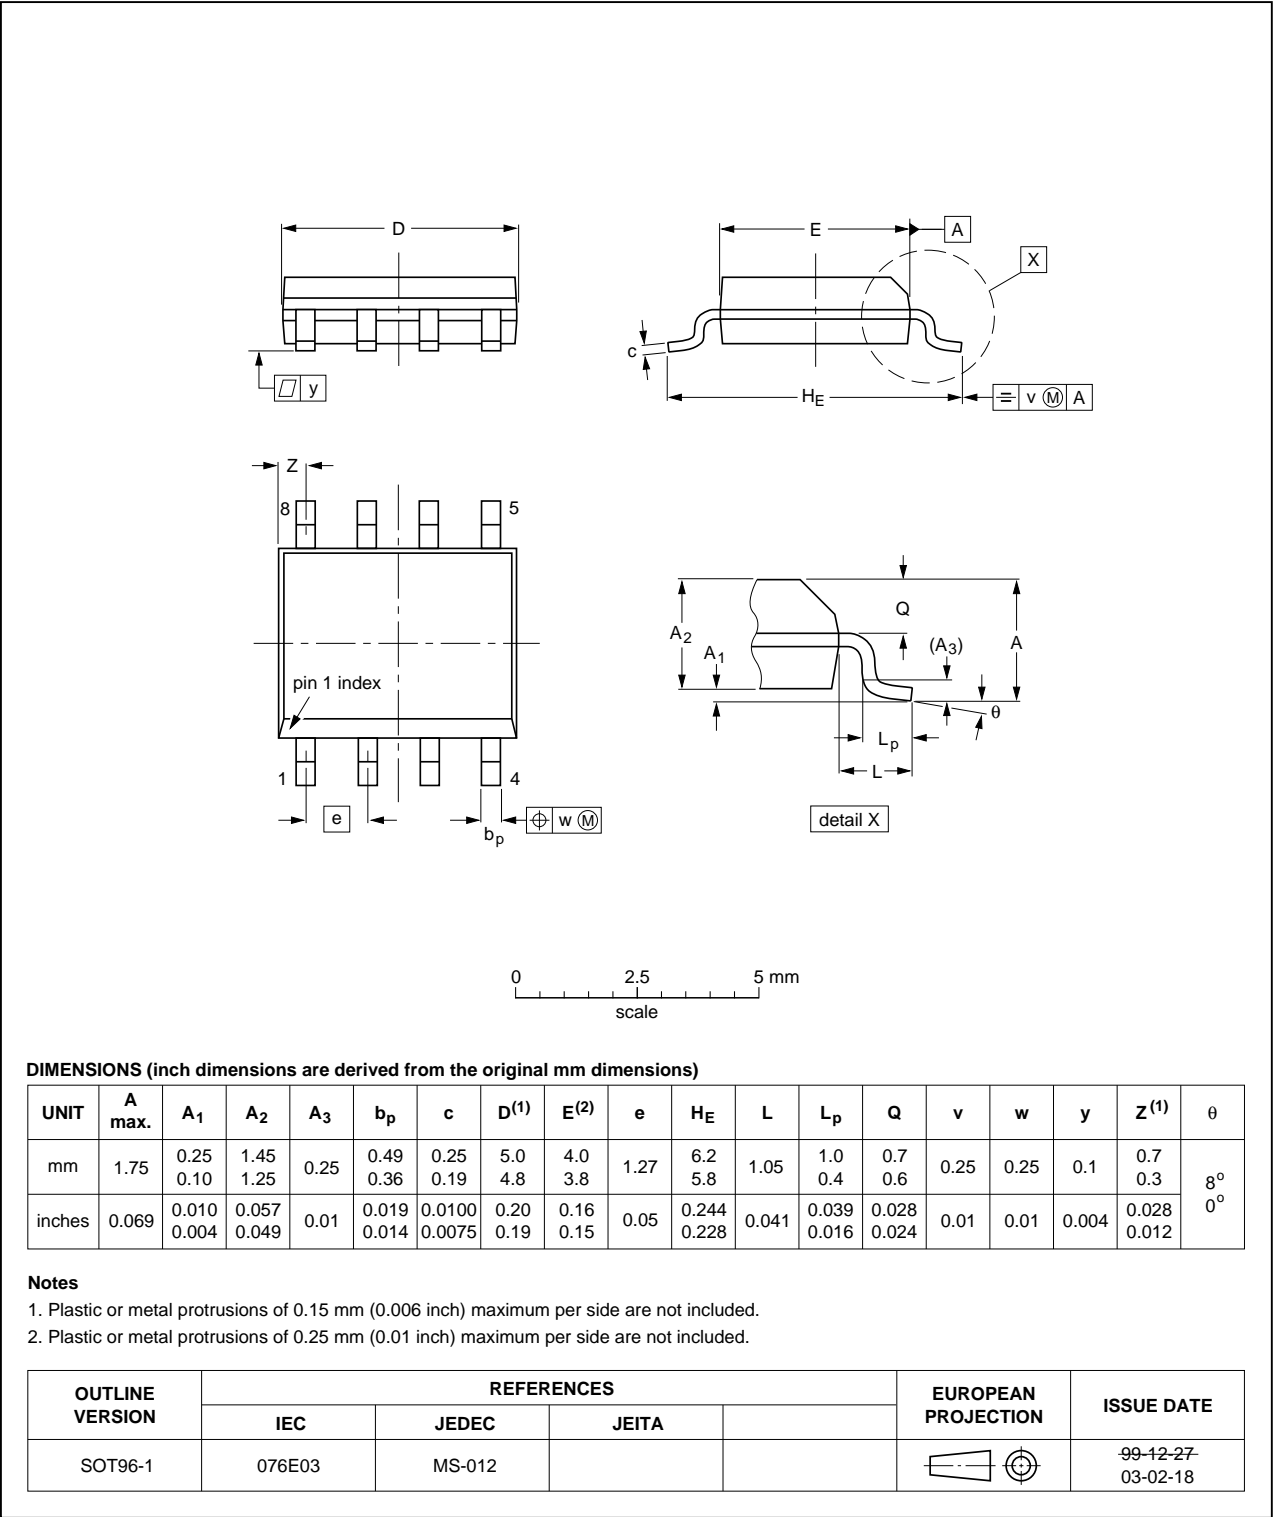 D
E
A
X
c
y
HE
v M A
Z
8
5
pin 1 index
1
4
e
bp
w M
A2
A1
Q
(A3)
A
θ
Lp
L
detail X
0 2.5 5 mm
scale
DIMENSIONS (inch dimensions are derived from the original mm dimensions)
UNIT A max. A1 A2 A3 bp c D(1) E(2) e HE L Lp Q v w y Z(1) θ
mm 1.75 0.25 0.10 1.45 1.25 0.25 0.49 0.36 0.25 0.19 5.0 4.8 4.0 3.8 1.27 6.2 5.8 1.05 1.0 0.4 0.7 0.6 0.25 0.25 0.1 0.7 0.3 8o 0o
inches 0.069 0.010 0.004 0.057 0.049 0.01 0.019 0.014 0.0100 0.0075 0.20 0.19 0.16 0.15 0.05 0.244 0.228 0.041 0.039 0.016 0.028 0.024 0.01 0.01 0.004 0.028 0.012
Notes
1. Plastic or metal protrusions of 0.15 mm (0.006 inch) maximum per side are not included.
2. Plastic or metal protrusions of 0.25 mm (0.01 inch) maximum per side are not included.
OUTLINE VERSION REFERENCES EUROPEAN PROJECTION ISSUE DATE
IEC JEDEC JEITA
SOT96-1 076E03 MS-012 99-12-27
03-02-18